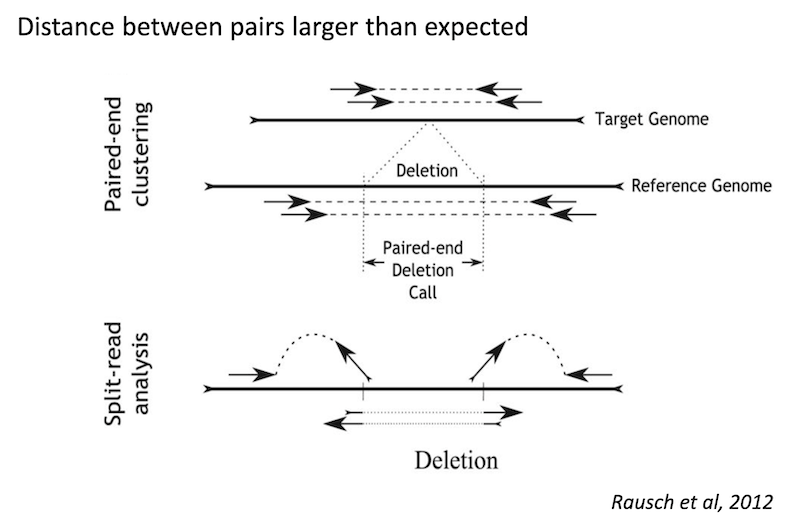 Distance between pairs larger than expected
Paired-end
clustering
Target Genome
Deletion
Reference Genome
Paired-end
Deletion
Call
Split-read
analysis
Deletion
Rausch et al, 2012